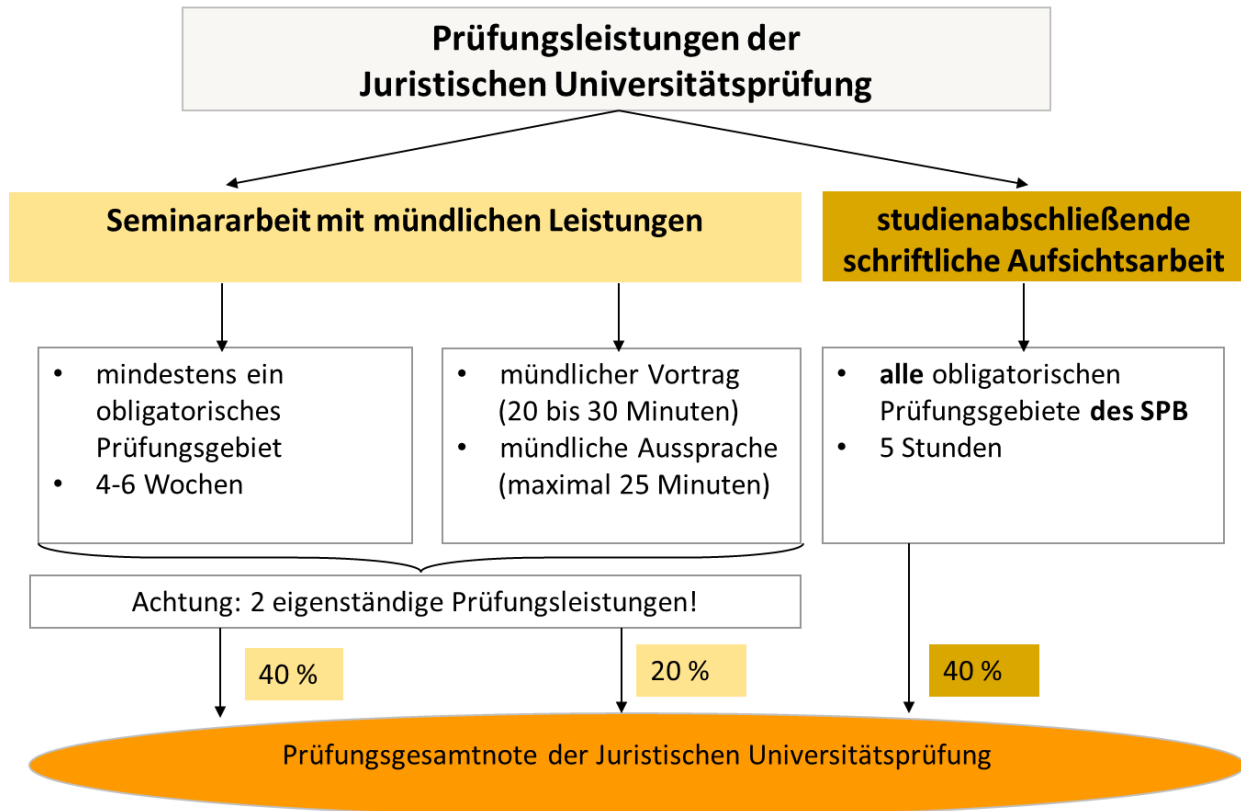 Prüfungsleistungen der
Juristischen Universitätsprüfung
Seminararbeit mit mündlichen Leistungen
studienabschließende
schriftliche Aufsichtsarbeit
• mindestens ein
obligatorisches
Prüfungsgebiet
• 4-6 Wochen
• mündlicher Vortrag
(20 bis 30 Minuten)
• mündliche Aussprache
(maximal 25 Minuten)
• alle obligatorischen
Prüfungsgebiete des SPB
• 5 Stunden
Achtung: 2 eigenständige Prüfungsleistungen!
40 %
20 %
40 %
Prüfungsgesamtnote der Juristischen Universitätsprüfung